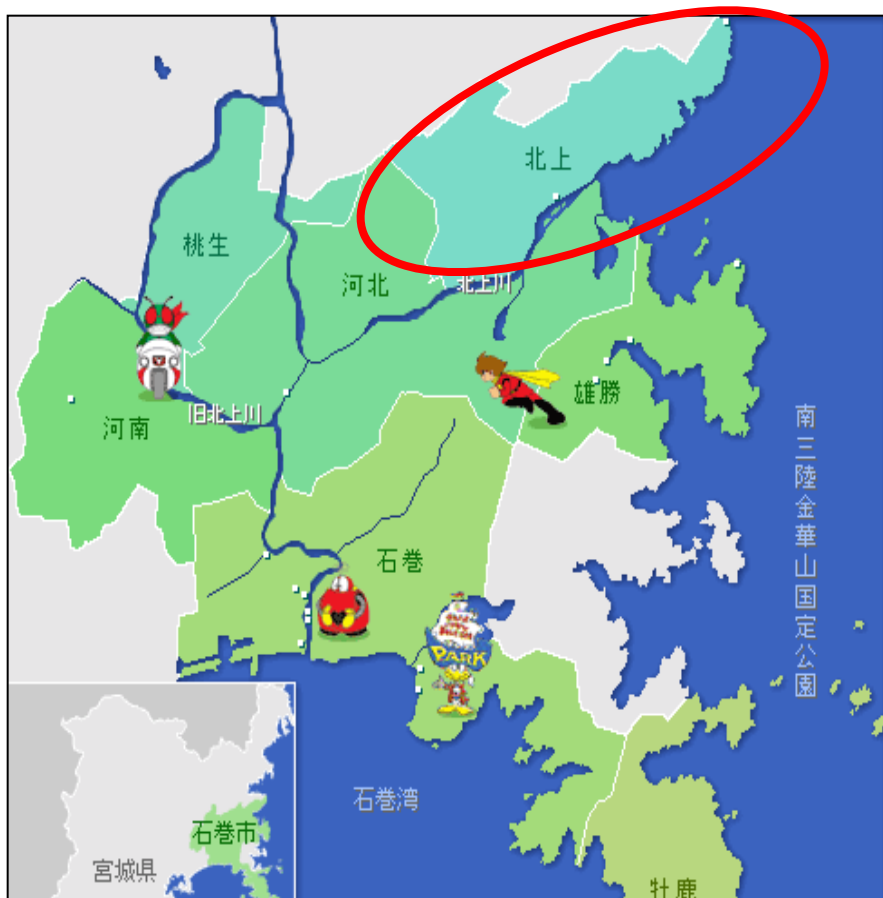 北上
桃生
河北
北上川
雄勝
旧北上川
河南
南三陸金華山国定公園
石巻
PARK
石巻湾
石巻市
宮城県
牡鹿